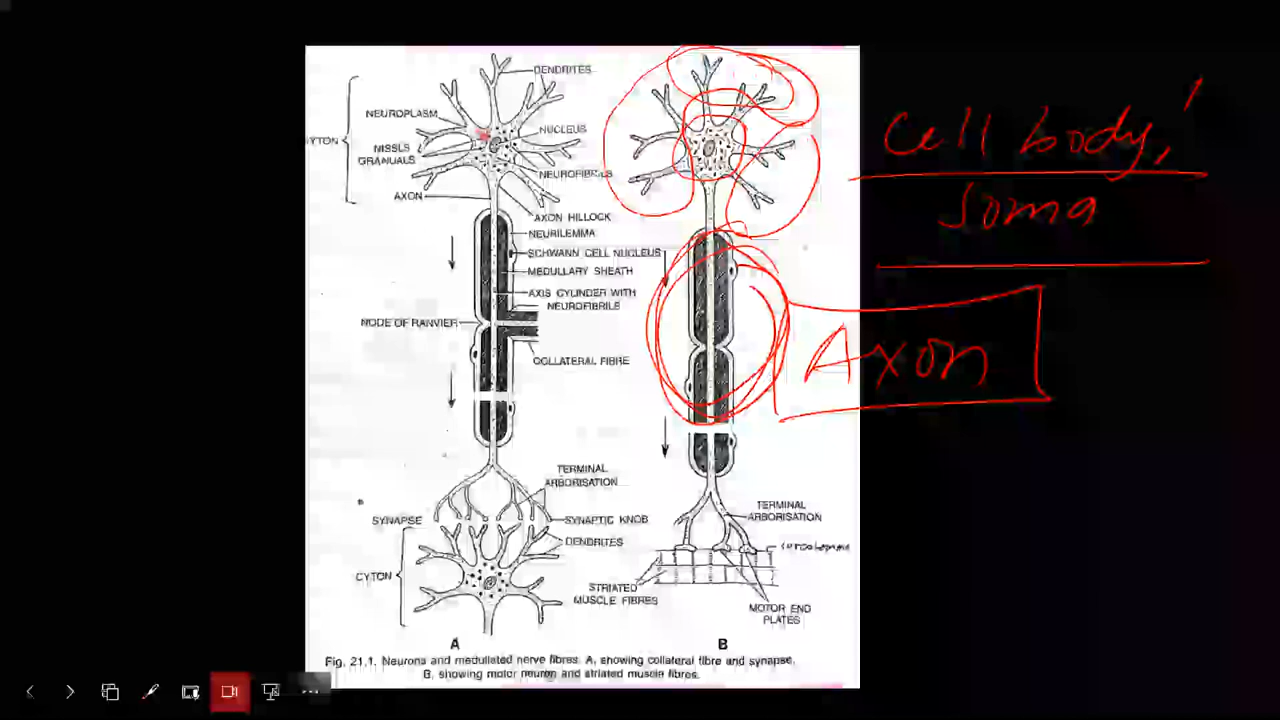 DENDRITES
NEUROPLASM
NUCLEUS
YTON
NISSLS
GRANUALS
NEUROFIBRILS
AXON
AXON HILLOCK
NEURILEMMA
SCHWANN CELL NUCLEUS
MEDULLARY SHEATH
AXIS CYLINDER WITH
NEUROFIBRILS
NODE OF RANVIER
COLLATERAL FIBRE
TERMINAL
ARBORISATION
SYNAPSE
SYNAPTIC KNOB
DENDRITES
CYTON
A
TERMINAL
ARBORISATION
STRIATED
MUSCLE FIBRES
MOTOR END
PLATES
B
Fig. 21.1. Neurons and medullated nerve fibres. A, showing collateral fibre and synapse.
B, showing motor neuron and striated muscle fibres.
Cell body,
Soma
Axon